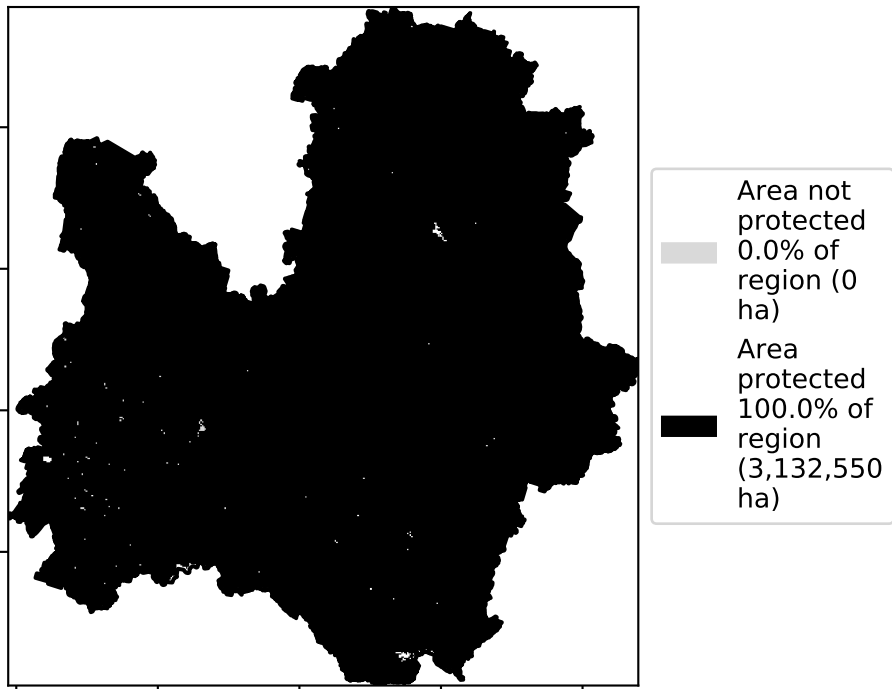 Area not
protected
0.0% of
region (0
ha)
Area
protected
100.0% of
region
(3,132,550
ha)